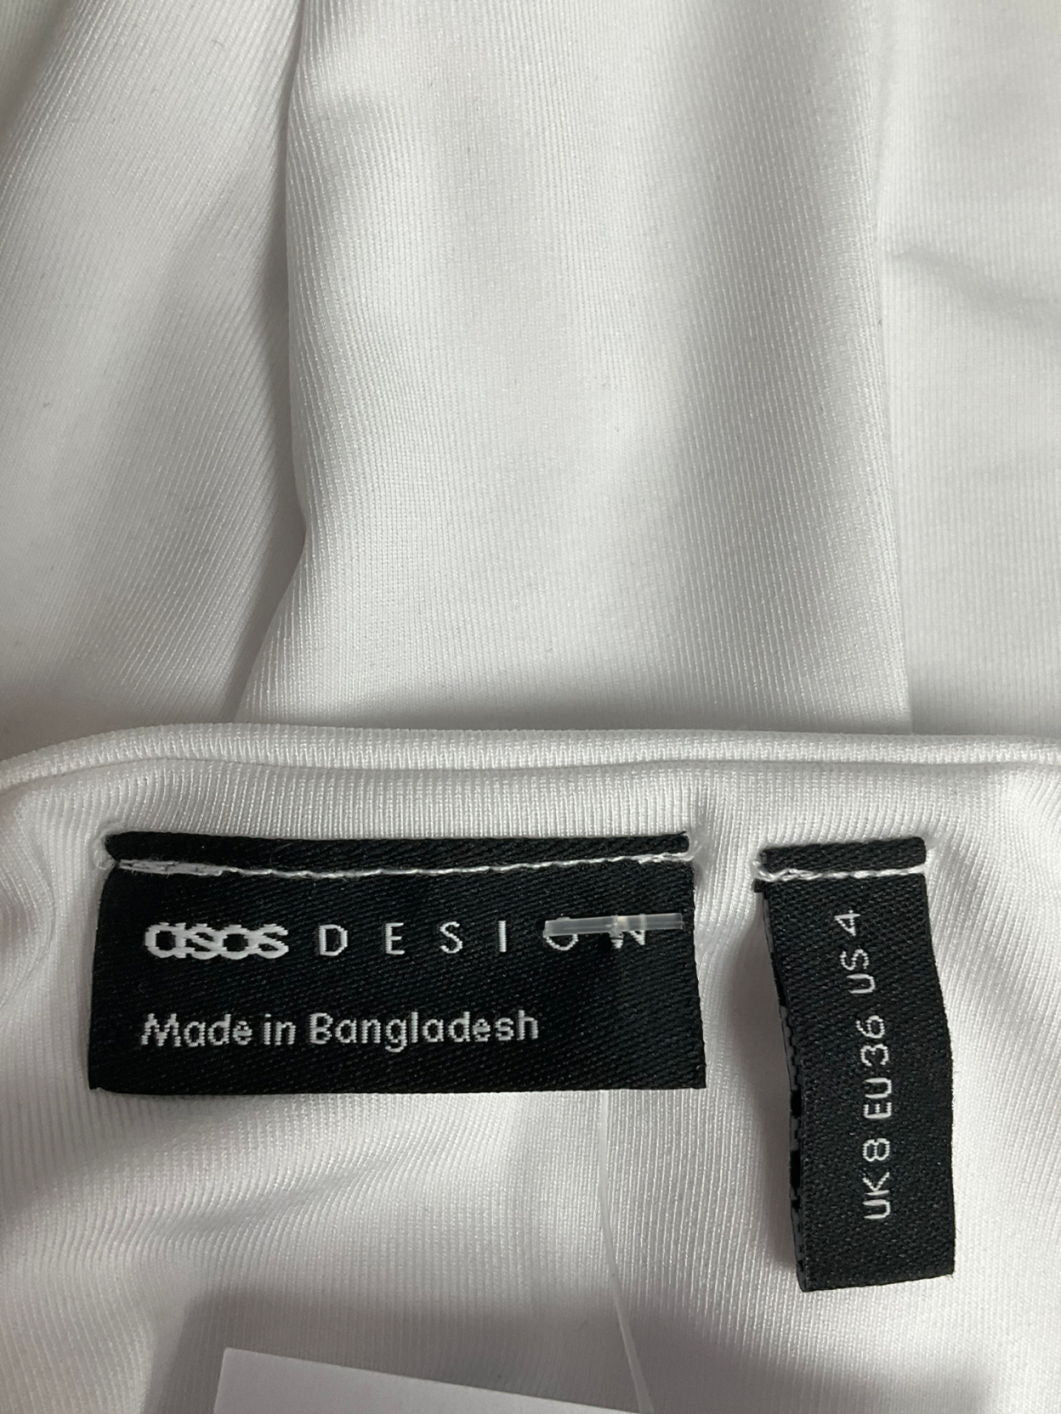 asos DESIGN
Made in Bangladesh
UK 8 EU 36 US 4